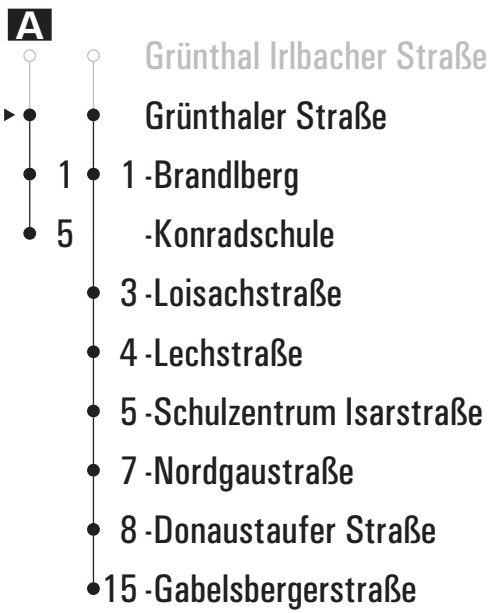 A
Grünthal Irlbacher Straße
Grünthaler Straße
1 1 -Brandlberg
5 -Konradschule
3 -Loisachstraße
4 -Lechstraße
5 -Schulzentrum Isarstraße
7 -Nordgaustraße
8 -Donaustaufer Straße
15 -Gabelsbergerstraße